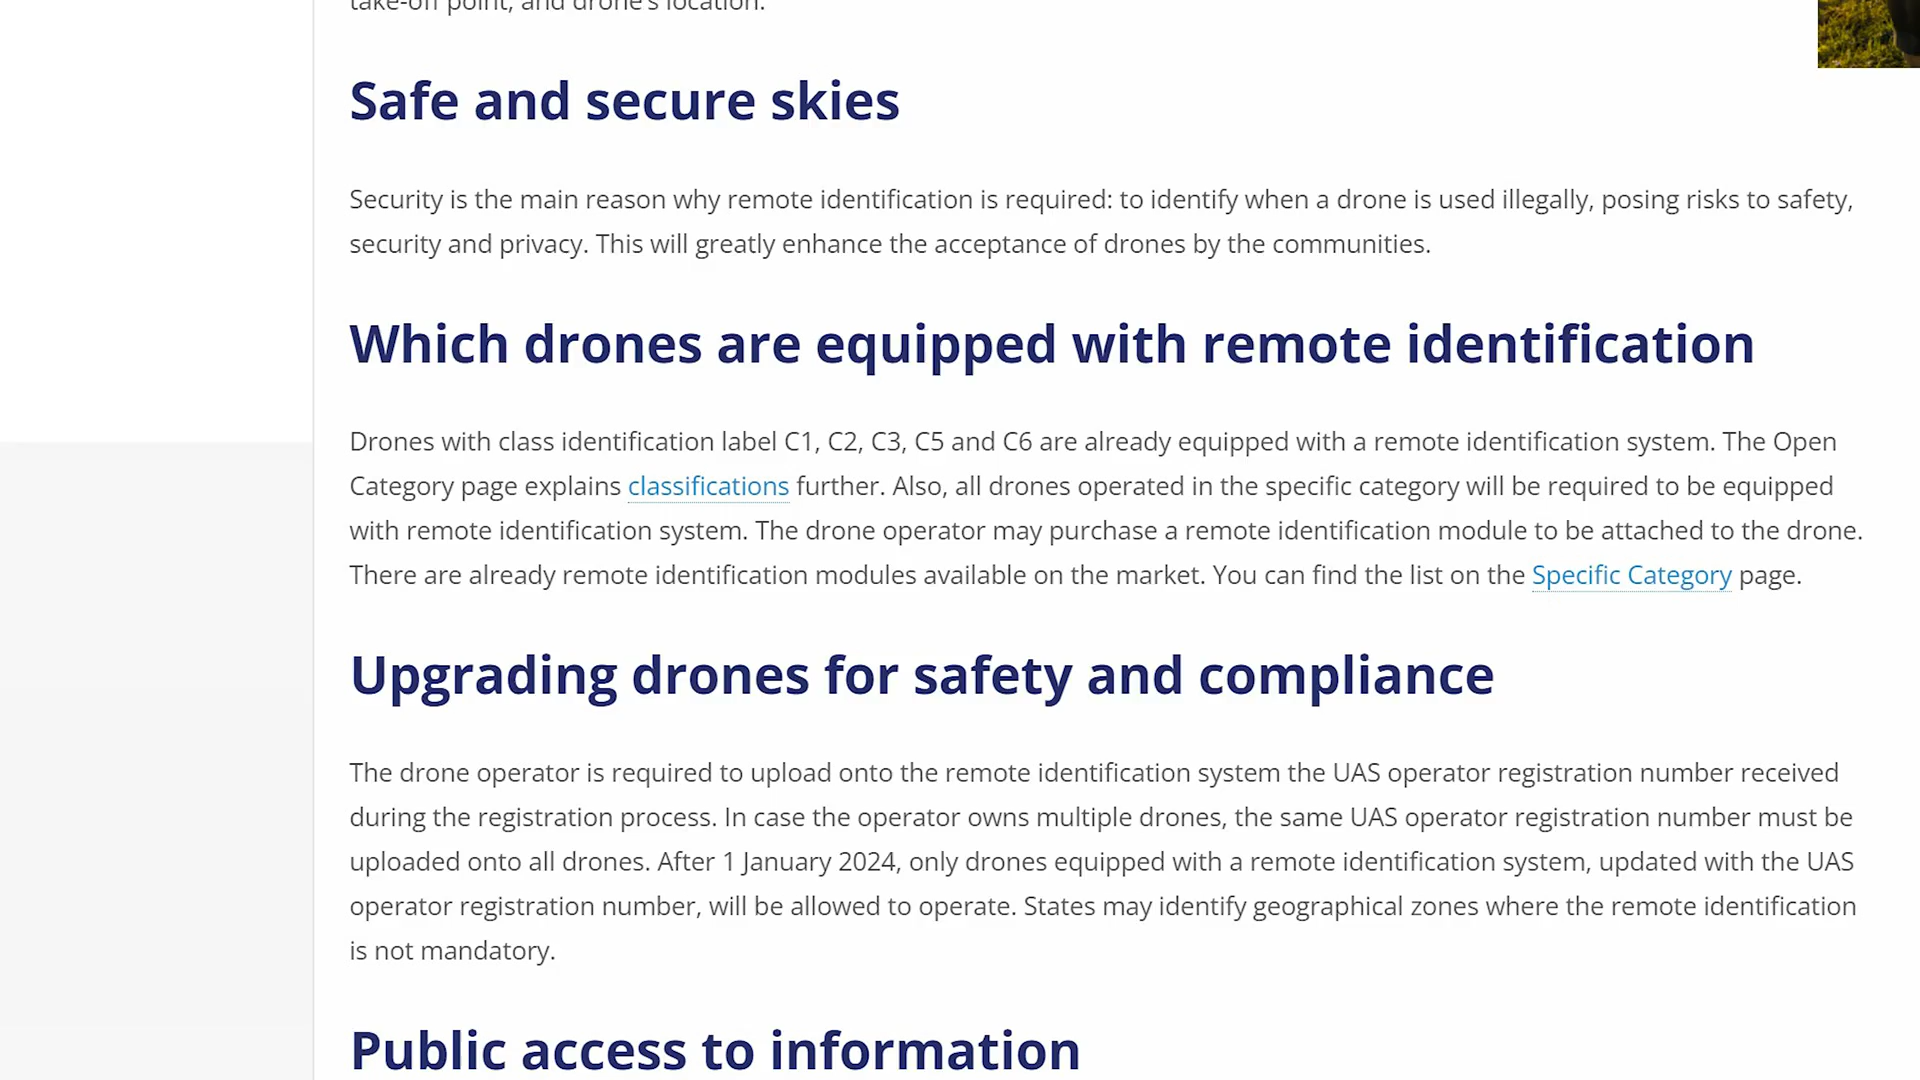 take-off point, and drone's location.
Safe and secure skies
Security is the main reason why remote identification is required: to identify when a drone is used illegally, posing risks to safety,
security and privacy. This will greatly enhance the acceptance of drones by the communities.
Which drones are equipped with remote identification
Drones with class identification label C1, C2, C3, C5 and C6 are already equipped with a remote identification system. The Open
Category page explains classifications further. Also, all drones operated in the specific category will be required to be equipped
with remote identification system. The drone operator may purchase a remote identification module to be attached to the drone.
There are already remote identification modules available on the market. You can find the list on the Specific Category page.
Upgrading drones for safety and compliance
The drone operator is required to upload onto the remote identification system the UAS operator registration number received
during the registration process. In case the operator owns multiple drones, the same UAS operator registration number must be
uploaded onto all drones. After 1 January 2024, only drones equipped with a remote identification system, updated with the UAS
operator registration number, will be allowed to operate. States may identify geographical zones where the remote identification
is not mandatory.
Public access to information